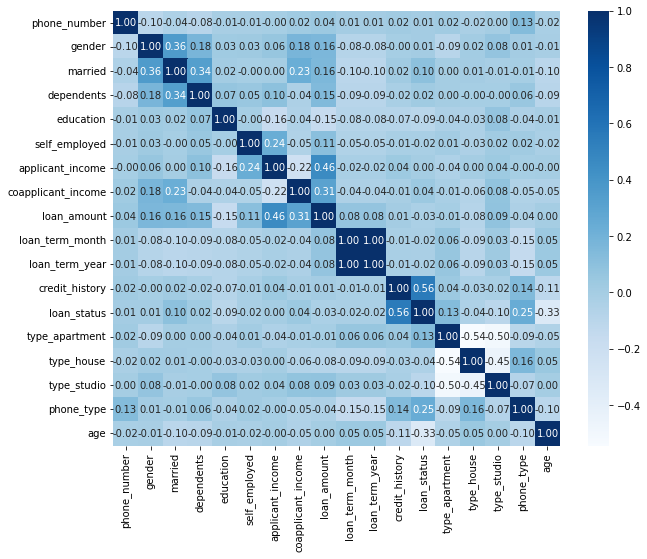 phone_number 1.00 -0.10 -0.04 -0.08 -0.01 -0.01 -0.00 0.02 0.04 0.01 0.01 0.02 0.01 0.02 -0.02 0.00 0.13 -0.02
gender -0.10 1.00 0.36 0.18 0.03 0.03 0.06 0.18 0.16 -0.08 -0.08 -0.00 0.01 -0.09 0.02 0.08 0.01 -0.01
married -0.04 0.36 1.00 0.34 0.02 -0.00 0.00 0.23 0.16 -0.10 -0.10 0.02 0.10 0.00 0.01 -0.01 -0.01 -0.10
dependents -0.08 0.18 0.34 1.00 0.07 0.05 0.10 -0.04 0.15 -0.09 -0.09 -0.02 0.02 0.00 -0.00 -0.00 0.06 -0.09
education -0.01 0.03 0.02 0.07 1.00 -0.00 -0.16 -0.04 -0.15 -0.08 -0.08 -0.07 -0.09 -0.04 -0.03 0.08 -0.04 -0.01
self_employed -0.01 0.03 -0.00 0.05 -0.00 1.00 0.24 -0.05 0.11 -0.05 -0.05 -0.02 -0.02 0.01 -0.03 0.02 0.02 -0.02
applicant_income -0.00 0.06 0.00 0.10 -0.16 0.24 1.00 -0.22 0.46 -0.02 -0.02 0.04 0.00 -0.04 0.00 0.04 -0.00 -0.00
coapplicant_income 0.02 0.18 0.23 -0.04 -0.04 -0.05 -0.22 1.00 0.31 -0.04 -0.04 -0.01 0.04 -0.01 -0.06 0.08 -0.05 -0.05
loan_amount 0.04 0.16 0.16 0.15 -0.15 0.11 0.46 0.31 1.00 0.08 0.08 0.01 -0.03 -0.01 -0.08 0.09 -0.04 0.00
loan_term_month 0.01 -0.08 -0.10 -0.09 -0.08 -0.05 -0.02 -0.04 0.08 1.00 1.00 -0.01 -0.02 0.06 -0.09 0.03 -0.15 0.05
loan_term_year 0.01 -0.08 -0.10 -0.09 -0.08 -0.05 -0.02 -0.04 0.08 1.00 1.00 -0.01 -0.02 0.06 -0.09 0.03 -0.15 0.05
credit_history 0.02 -0.00 0.02 -0.02 -0.07 -0.02 0.04 -0.01 0.01 -0.01 -0.01 1.00 0.56 0.04 -0.03 -0.02 0.14 -0.11
loan_status 0.01 0.01 0.10 0.02 -0.09 -0.02 0.00 0.04 -0.03 -0.02 -0.02 0.56 1.00 0.13 -0.04 -0.10 0.25 -0.33
type_apartment 0.02 -0.09 0.00 0.00 -0.04 0.01 -0.04 -0.01 -0.01 0.06 0.06 0.04 0.13 1.00 -0.54 -0.50 -0.09 -0.05
type_house -0.02 0.02 0.01 -0.00 -0.03 -0.03 0.00 -0.06 -0.08 -0.09 -0.09 -0.03 -0.04 -0.54 1.00 -0.45 0.16 0.05
type_studio 0.00 0.08 -0.01 -0.00 0.08 0.02 0.04 0.08 0.09 0.03 0.03 -0.02 -0.10 -0.50 -0.45 1.00 -0.07 0.00
phone_type 0.13 0.01 -0.01 0.06 -0.04 0.02 -0.00 -0.05 -0.04 -0.15 -0.15 0.14 0.25 -0.09 0.16 -0.07 1.00 -0.10
age -0.02 -0.01 -0.10 -0.09 -0.01 -0.02 -0.00 -0.05 0.00 0.05 0.05 -0.11 -0.33 -0.05 0.05 0.00 -0.10 1.00
phone_number
gender
married
dependents
education
self_employed
applicant_income
coapplicant_income
loan_amount
loan_term_month
loan_term_year
credit_history
loan_status
type_apartment
type_house
type_studio
phone_type
age
1.0
0.8
0.6
0.4
0.2
0.0
−0.2
−0.4